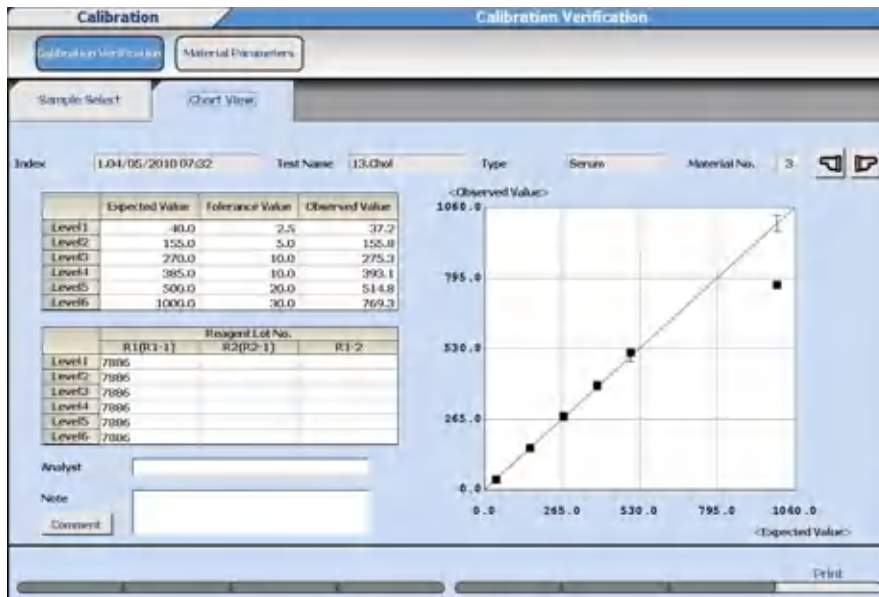 Calibration Calibration Verification
Calibration Verification Material Parameters
Sample Select Chart View
Index 1.04/05/2010 07:32 Test Name 13.Chol Type Serum Material No. 3
Expected Value Tolerance Value Observed Value
Level1 40.0 2.5 37.2
Level2 155.0 5.0 155.8
Level3 270.0 10.0 275.3
Level4 385.0 10.0 393.1
Level5 500.0 20.0 514.8
Level6 1000.0 30.0 769.3
Reagent Lot No.
R1(R1-1) R2(R2-1) R1-2
Level1 7886
Level2 7886
Level3 7886
Level4 7886
Level5 7886
Level6 7886
Analyst
Note
Comment
<Observed Value>
1060.0
795.0
530.0
265.0
0.0
0.0 265.0 530.0 795.0 1060.0
<Expected Value>
Print